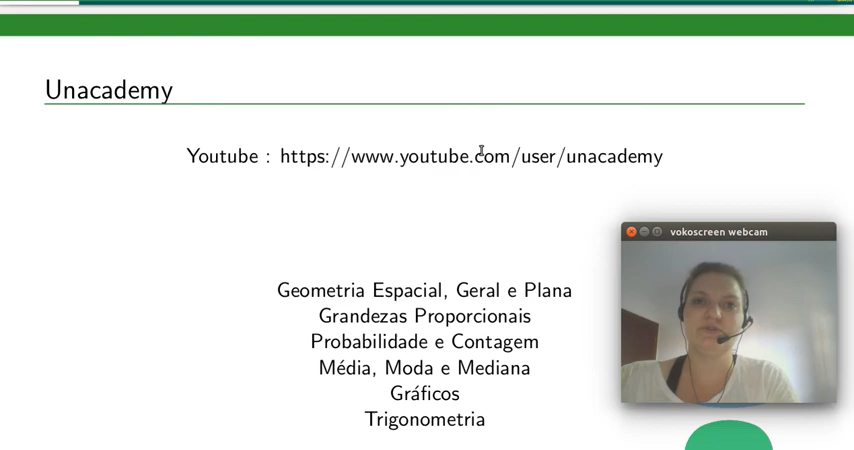 Unacademy
Youtube : https://www.youtube.com/user/unacademy
vokoscreen webcam
Geometria Espacial, Geral e Plana
Grandezas Proporcionais
Probabilidade e Contagem
Média, Moda e Mediana
Gráficos
Trigonometria